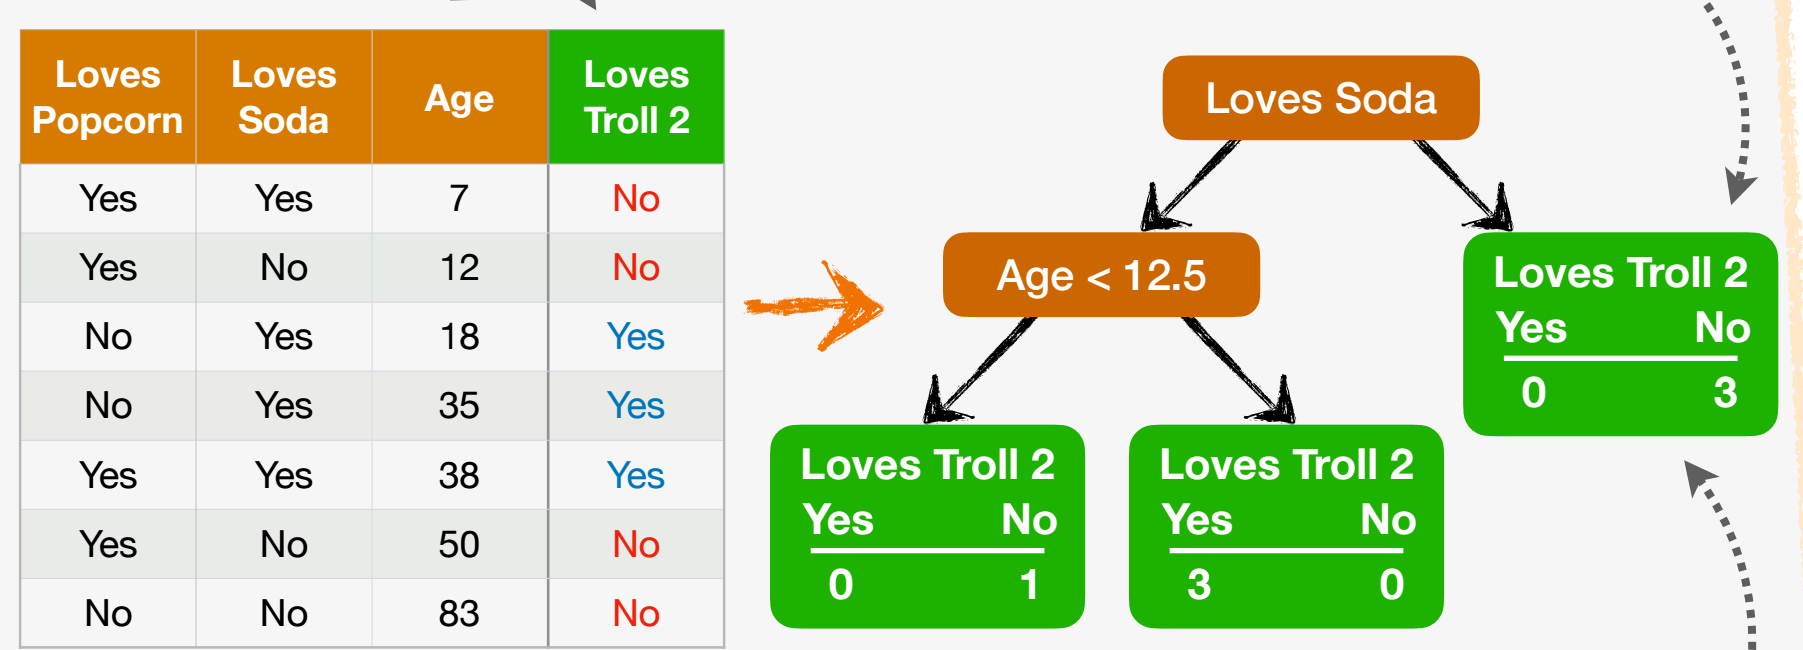 Loves Popcorn Loves Soda Age Loves Troll 2
Yes Yes 7 No
Yes No 12 No
No Yes 18 Yes
No Yes 35 Yes
Yes Yes 38 Yes
Yes No 50 No
No No 83 No
Loves Soda
Age < 12.5
Loves Troll 2
Yes No
0 3
Loves Troll 2
Yes No
0 1
Loves Troll 2
Yes No
3 0